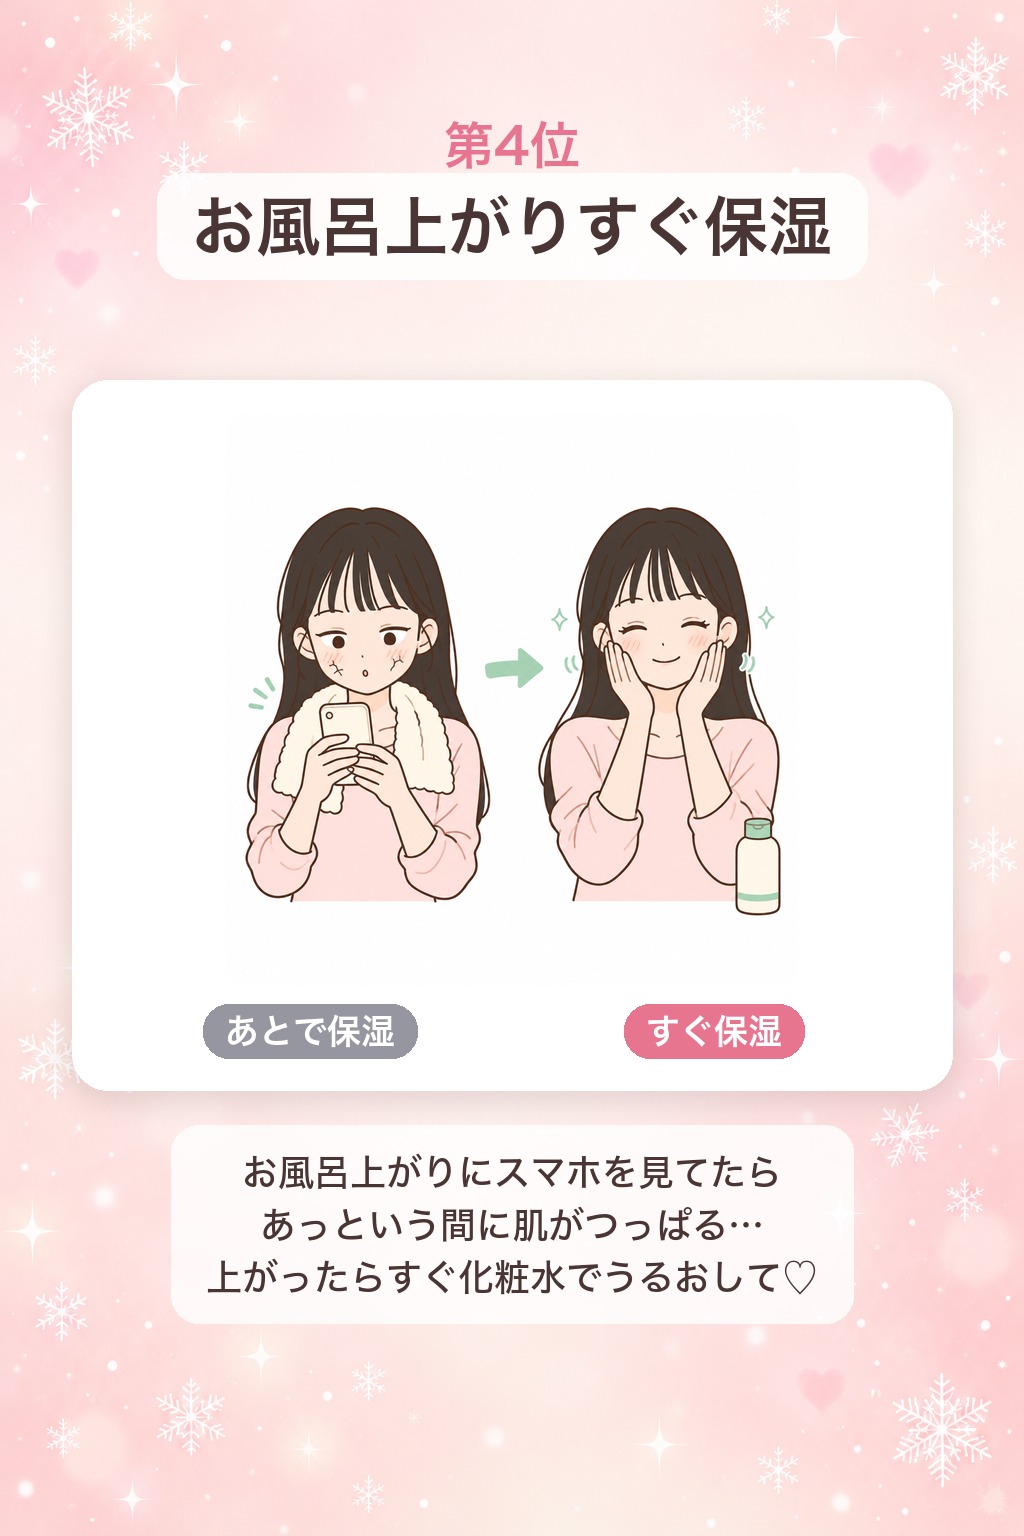 第4位
お風呂上がりすぐ保湿
あとで保湿
すぐ保湿
お風呂上がりにスマホを見てたら
あっという間に肌がつっぱる…
上がったらすぐ化粧水でうるおして♡